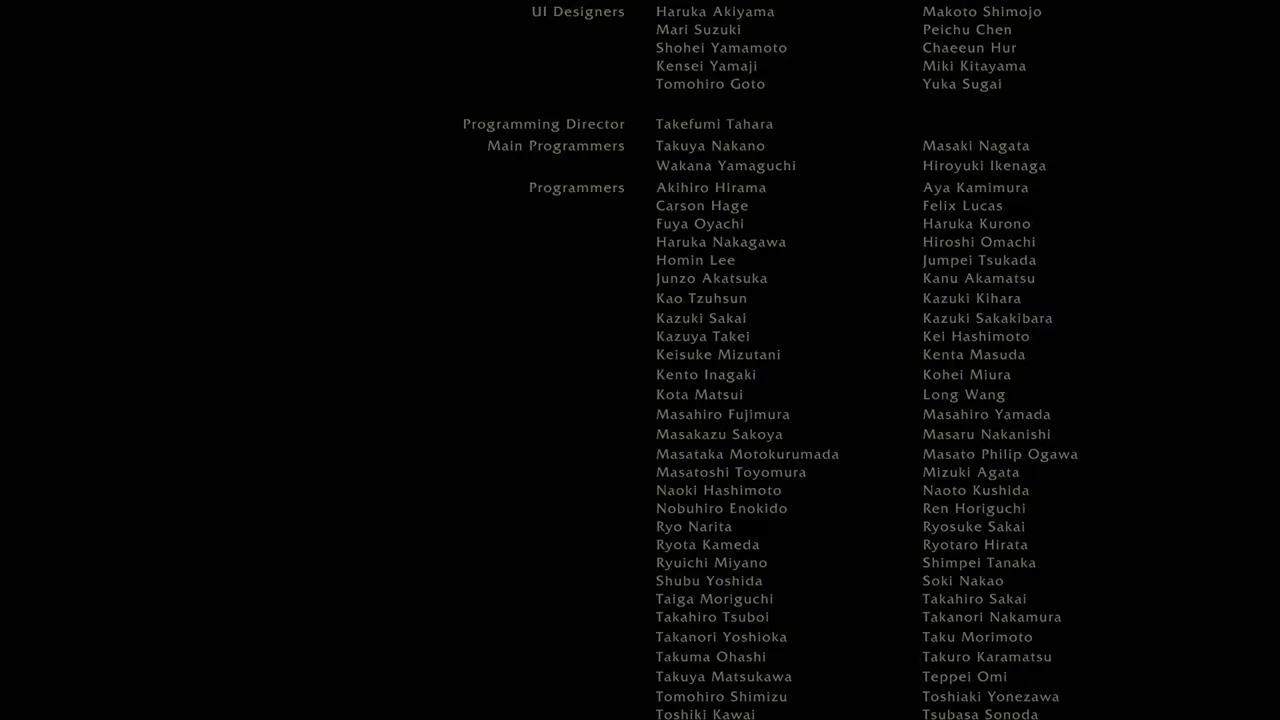 UI Designers Haruka Akiyama Makoto Shimojo
Mari Suzuki Peichu Chen
Shohei Yamamoto Chaeeun Hur
Kensei Yamaji Miki Kitayama
Tomohiro Goto Yuka Sugai
Programming Director Takefumi Tahara
Main Programmers Takuya Nakano Masaki Nagata
Wakana Yamaguchi Hiroyuki Ikenaga
Programmers Akihiro Hirama Aya Kamimura
Carson Hage Felix Lucas
Fuya Oyachi Haruka Kurono
Haruka Nakagawa Hiroshi Omachi
Homin Lee Jumpei Tsukada
Junzo Akatsuka Kanu Akamatsu
Kao Tzuhsun Kazuki Kihara
Kazuki Sakai Kazuki Sakakibara
Kazuya Takei Kei Hashimoto
Keisuke Mizutani Kenta Masuda
Kento Inagaki Kohei Miura
Kota Matsui Long Wang
Masahiro Fujimura Masahiro Yamada
Masakazu Sakoya Masaru Nakanishi
Masataka Motokurumada Masato Philip Ogawa
Masatoshi Toyomura Mizuki Agata
Naoki Hashimoto Naoto Kushida
Nobuhiro Enokido Ren Horiguchi
Ryo Narita Ryosuke Sakai
Ryota Kameda Ryotaro Hirata
Ryuichi Miyano Shimpei Tanaka
Shubu Yoshida Soki Nakao
Taiga Moriguchi Takahiro Sakai
Takahiro Tsuboi Takanori Nakamura
Takanori Yoshioka Taku Morimoto
Takuma Ohashi Takuro Karamatsu
Takuya Matsukawa Teppei Omi
Tomohiro Shimizu Toshiaki Yonezawa
Toshiki Kawai Tsubasa Sonoda